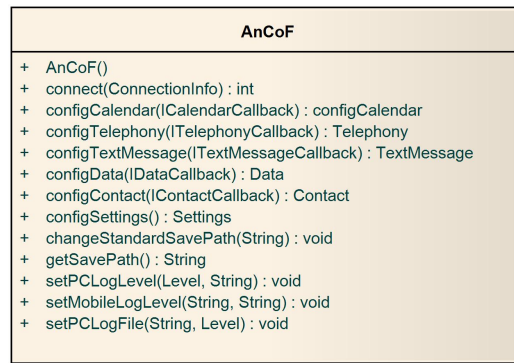 AnCoF
+ AnCoF()
+ connect(ConnectionInfo) : int
+ configCalendar(ICalendarCallback) : configCalendar
+ configTelephony(ITelephonyCallback) : Telephony
+ configTextMessage(ITextMessageCallback) : TextMessage
+ configData(IDataCallback) : Data
+ configContact(IContactCallback) : Contact
+ configSettings() : Settings
+ changeStandardSavePath(String) : void
+ getSavePath() : String
+ setPCLogLevel(Level, String) : void
+ setMobileLogLevel(String, String) : void
+ setPCLogFile(String, Level) : void